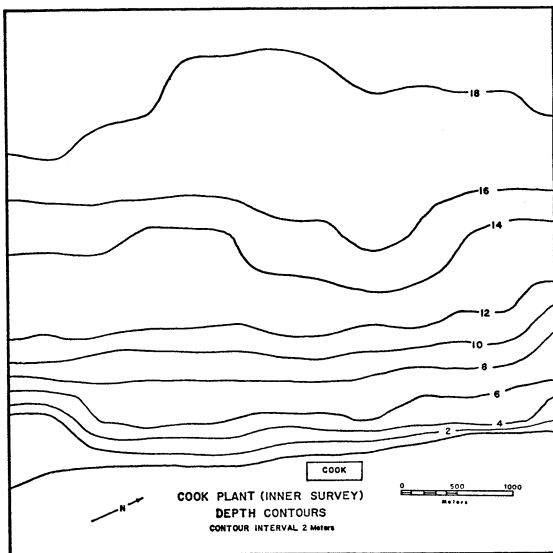 18
16
14
12
10
8
6
4
2
COOK
COOK PLANT (INNER SURVEY)
DEPTH CONTOURS
CONTOUR INTERVAL 2 Meters
N
0 500 1000
Meters